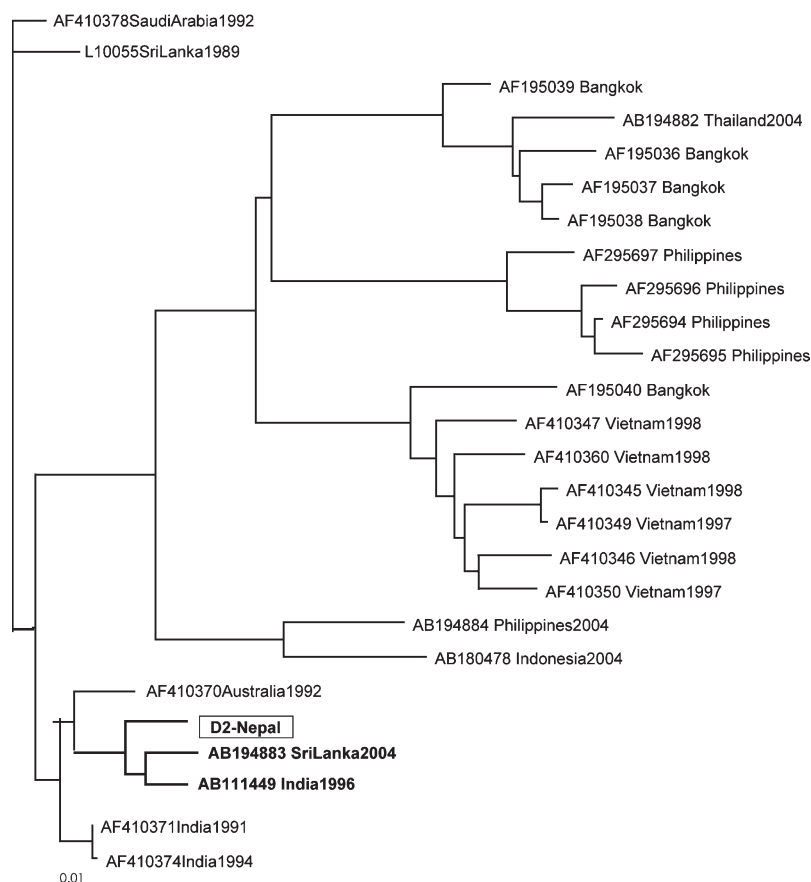 AF410378SaudiArabia1992
L10055SriLanka1989
AF195039 Bangkok
AB194882 Thailand2004
AF195036 Bangkok
AF195037 Bangkok
AF195038 Bangkok
AF295697 Philippines
AF295696 Philippines
AF295694 Philippines
AF295695 Philippines
AF195040 Bangkok
AF410347 Vietnam1998
AF410360 Vietnam1998
AF410345 Vietnam1998
AF410349 Vietnam1997
AF410346 Vietnam1998
AF410350 Vietnam1997
AB194884 Philippines2004
AB180478 Indonesia2004
AF410370Australia1992
D2-Nepal
AB194883 SriLanka2004
AB111449 India1996
AF410371India1991
AF410374India1994
0.01